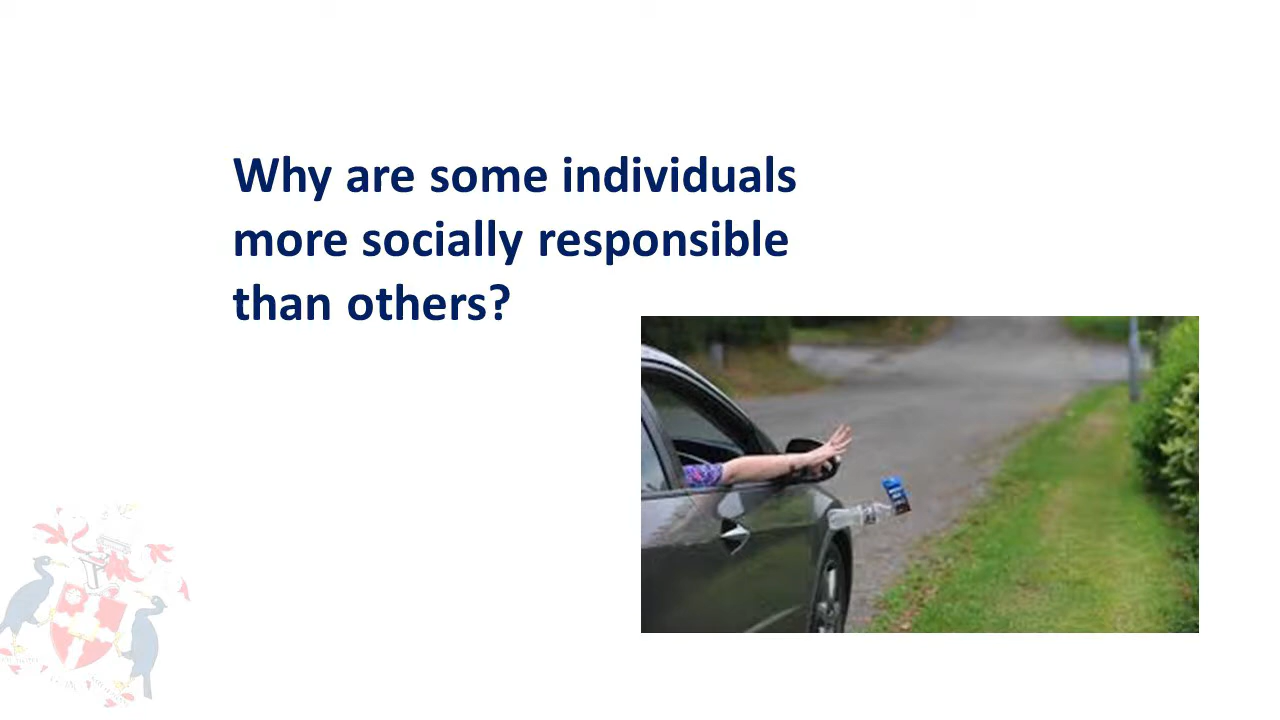 Why are some individuals
more socially responsible
than others?